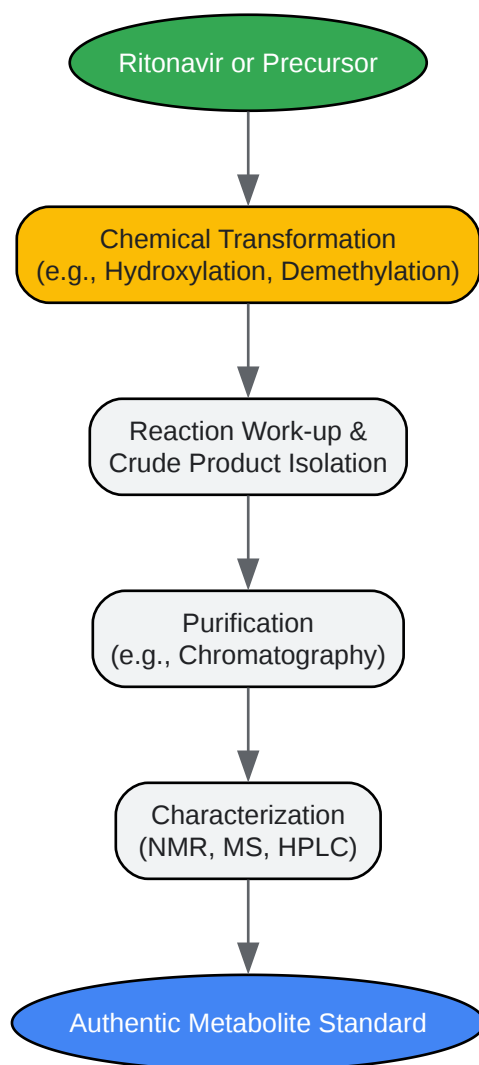 Ritonavir or Precursor
Chemical Transformation
(e.g., Hydroxylation, Demethylation)
Reaction Work-up &
Crude Product Isolation
Purification
(e.g., Chromatography)
Characterization
(NMR, MS, HPLC)
Authentic Metabolite Standard